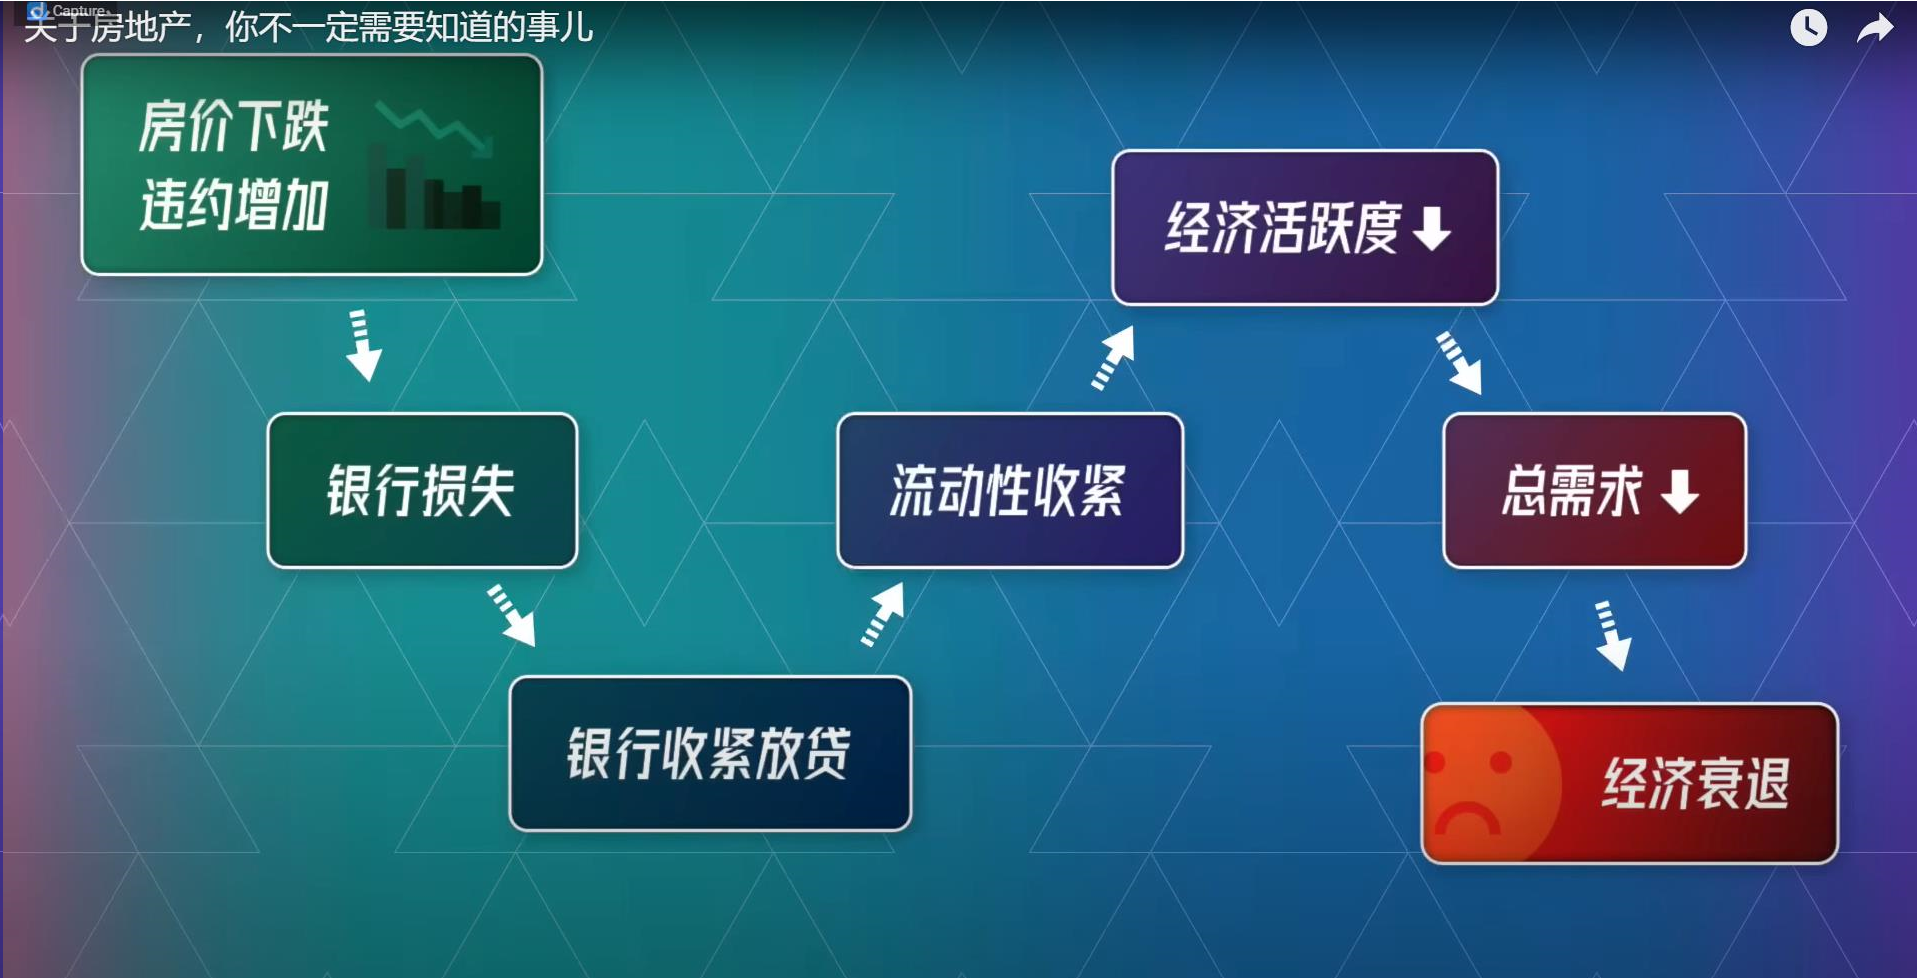 Capture
关于房地产，你不一定需要知道的事儿
房价下跌
违约增加
银行损失
银行收紧放贷
流动性收紧
经济活跃度
总需求
经济衰退